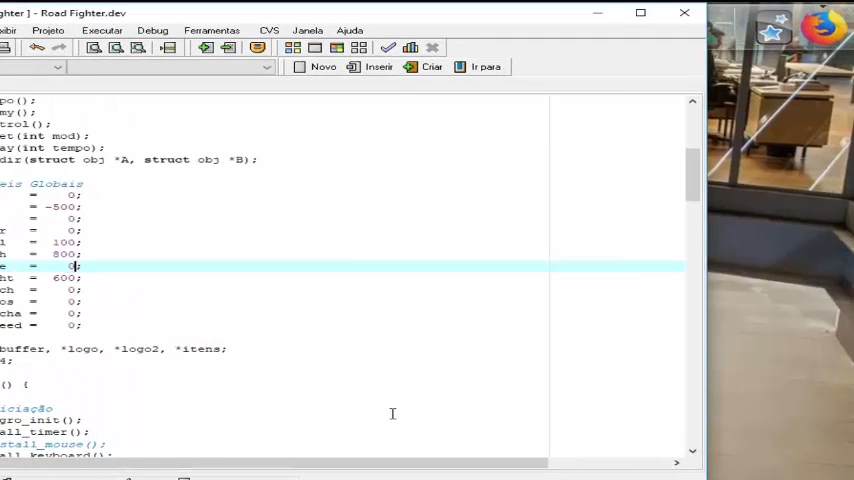 ghter ] - Road Fighter.dev
xibir Projeto Executar Debug Ferramentas CVS Janela Ajuda
Novo Inserir Criar Ir para
po();
my();
trol();
et(int mod);
ay(int tempo);
dir(struct obj *A, struct obj *B);
eis Globais
= 0;
= -500;
= 0;
r = 0;
l = 100;
h = 800;
e = 0;
ht = 600;
ch = 0;
os = 0;
cha = 0;
eed = 0;
buffer, *logo, *logo2, *itens;
4;
() {
iciação
gro_init();
all_timer();
stall_mouse();
all_keyboard();